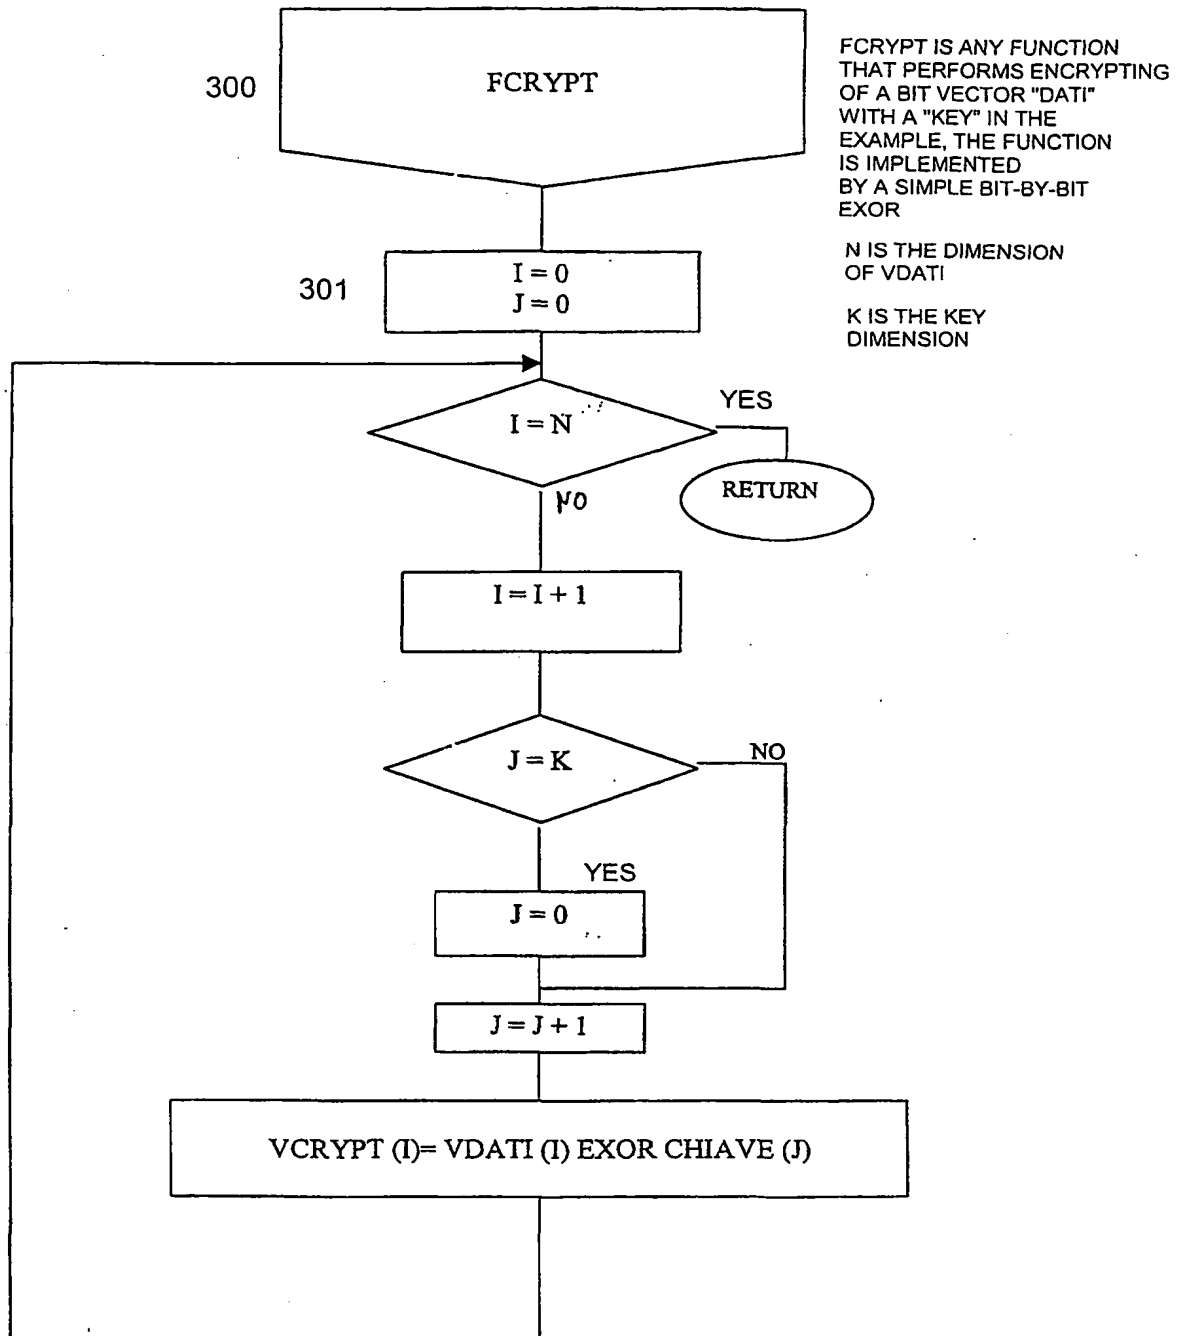 FCRYPT IS ANY FUNCTION
THAT PERFORMS ENCRYPTING
OF A BIT VECTOR "DATI"
WITH A "KEY" IN THE
EXAMPLE, THE FUNCTION
IS IMPLEMENTED
BY A SIMPLE BIT-BY-BIT
EXOR
N IS THE DIMENSION
OF VDATI
K IS THE KEY
DIMENSION
300
FCRYPT
301
I = 0
J = 0
I = N
YES
RETURN
NO
I = I + 1
J = K
NO
YES
J = 0
J = J + 1
VCRYPT (I)= VDATI (I) EXOR CHIAVE (J)